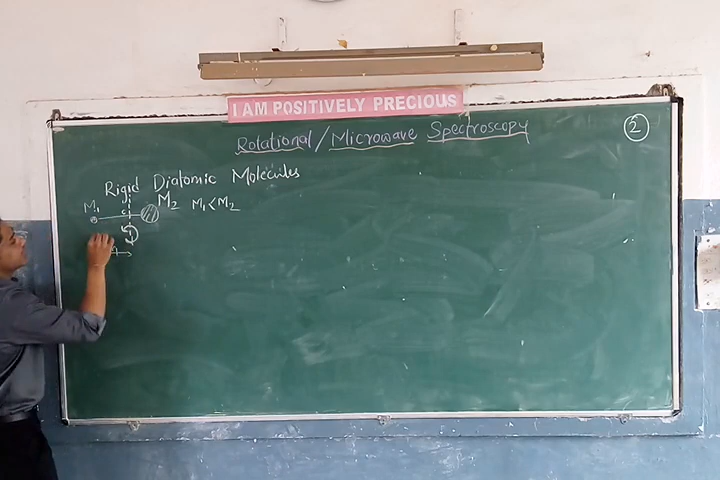 I AM POSITIVELY PRECIOUS
Rotational/Microwave Spectroscopy
2
Rigid Diatomic Molecules
M1 C M2 M1<M2